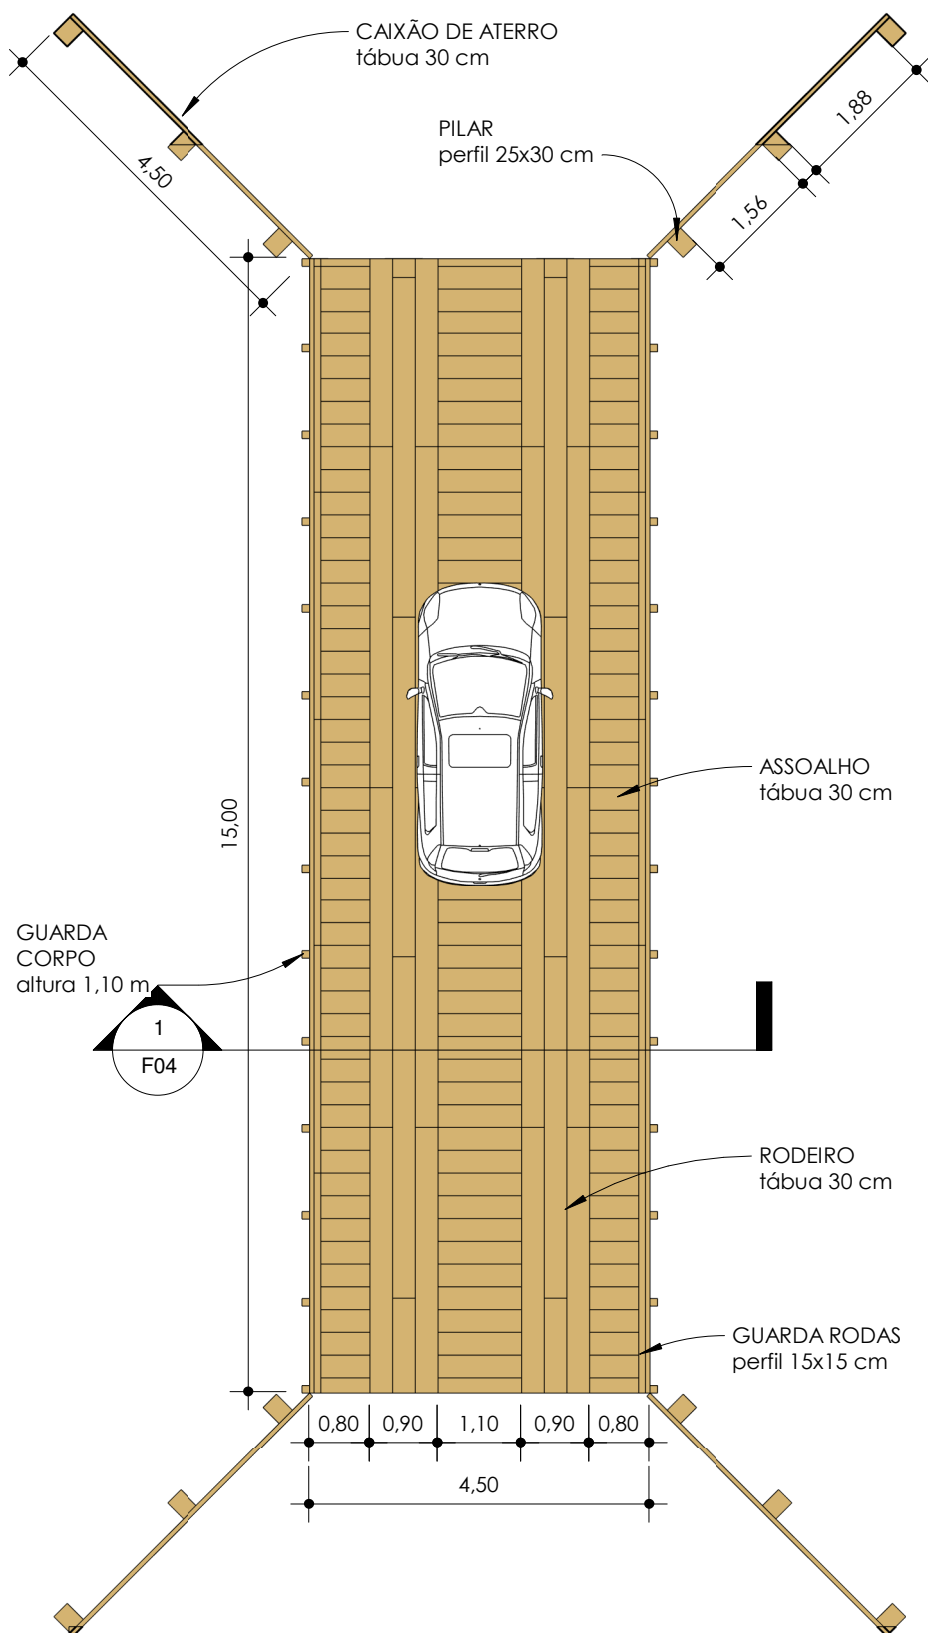 CAIXÃO DE ATERRO
tábua 30 cm
PILAR
perfil 25x30 cm
1,88
4,50
1,56
15,00
ASSOALHO
tábua 30 cm
GUARDA
CORPO
altura 1,10 m
1
F04
RODEIRO
tábua 30 cm
GUARDA RODAS
perfil 15x15 cm
0,80 0,90 1,10 0,90 0,80
4,50